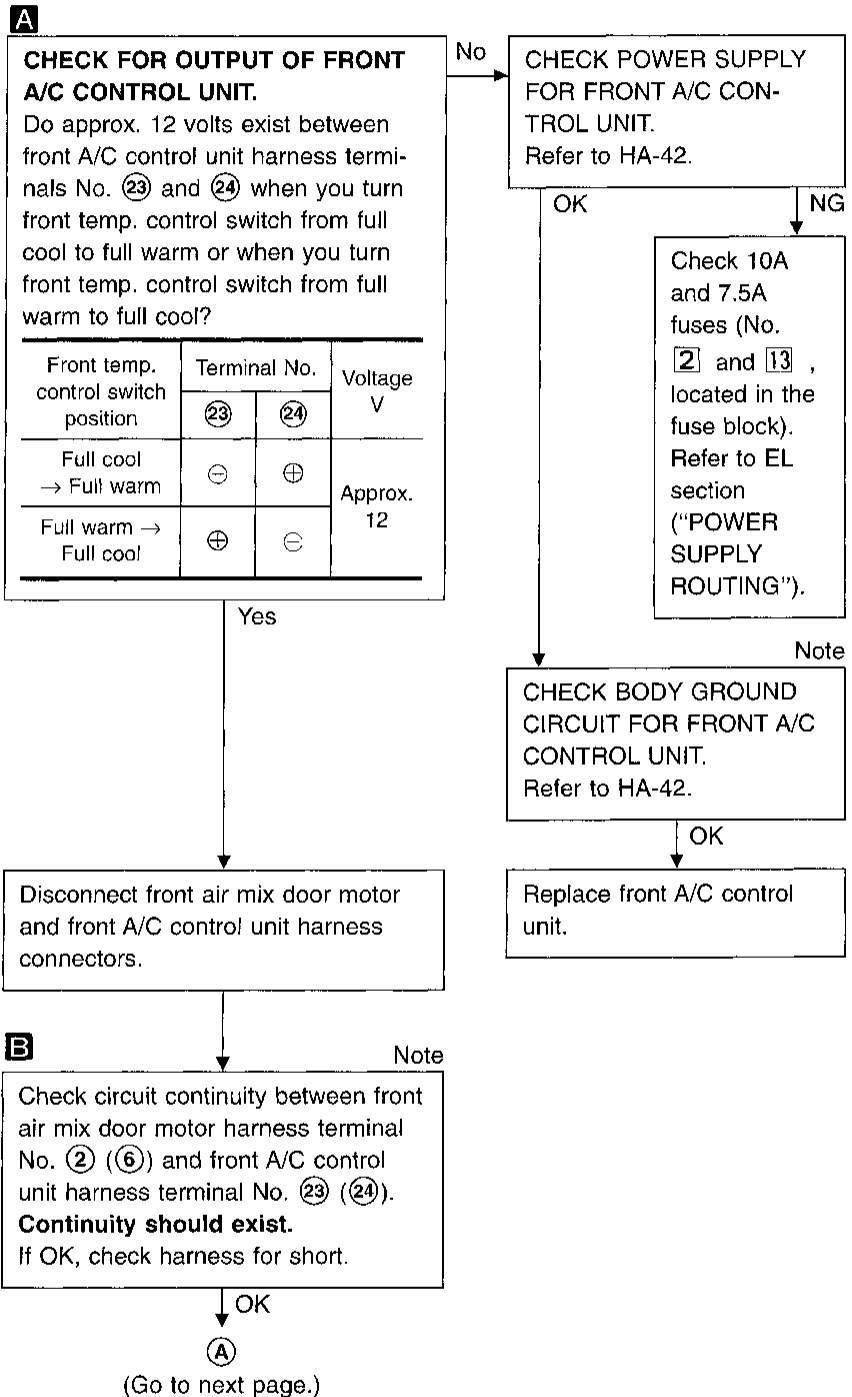 A
CHECK FOR OUTPUT OF FRONT
A/C CONTROL UNIT.
Do approx. 12 volts exist between
front A/C control unit harness termi-
nals No. ㉓ and ㉔ when you turn
front temp. control switch from full
cool to full warm or when you turn
front temp. control switch from full
warm to full cool?
Front temp.
control switch
position
Terminal No.
㉓ ㉔
Voltage
V
Full cool
→ Full warm
⊖ ⊕
Full warm →
Full cool
⊕ ⊖
Approx.
12
No
CHECK POWER SUPPLY
FOR FRONT A/C CON-
TROL UNIT.
Refer to HA-42.
OK
NG
Check 10A
and 7.5A
fuses (No.
2 and 13 ,
located in the
fuse block).
Refer to EL
section
(“POWER
SUPPLY
ROUTING”).
Yes
Note
CHECK BODY GROUND
CIRCUIT FOR FRONT A/C
CONTROL UNIT.
Refer to HA-42.
OK
Replace front A/C control
unit.
Disconnect front air mix door motor
and front A/C control unit harness
connectors.
B
Note
Check circuit continuity between front
air mix door motor harness terminal
No. ② (⑥) and front A/C control
unit harness terminal No. ㉓ (㉔).
Continuity should exist.
If OK, check harness for short.
OK
Ⓐ
(Go to next page.)